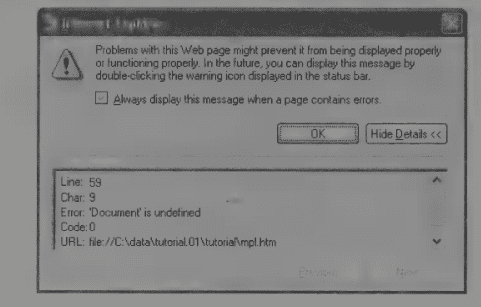 Problems with this Web page might prevent it from being displayed properly
or functioning properly. In the future, you can display this message by
double-clicking the warning icon displayed in the status bar.
Always display this message when a page contains errors.
OK
Hide Details <<
Line: 59
Char: 9
Error: 'Document' is undefined
Code: 0
URL: file://C:\data\tutorial.01\tutorial\mpl.htm
Previous
Next